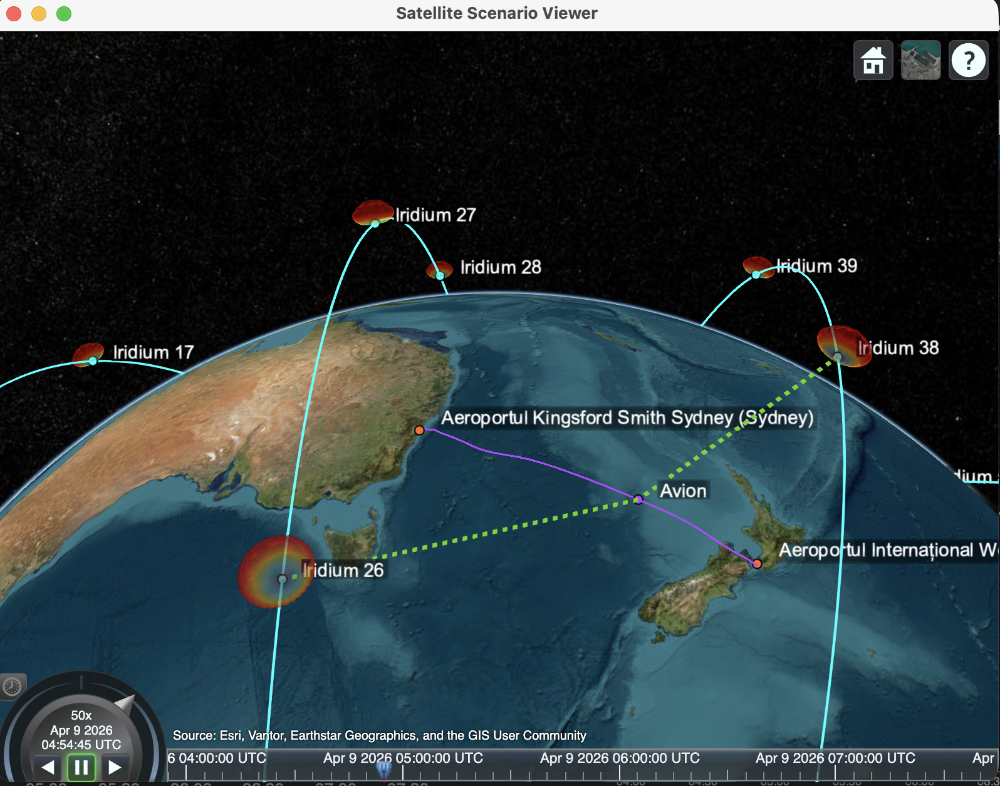 Satellite Scenario Viewer
?
Iridium 27
Iridium 28
Iridium 39
Iridium 17
Iridium 38
Aeroportul Kingsford Smith Sydney (Sydney)
dium
Avion
Aeroportul Internațional W
Iridium 26
50x
Apr 9 2026
04:54:45 UTC
Source: Esri, Vantor, Earthstar Geographics, and the GIS User Community
6 04:00:00 UTC
Apr 9 2026 05:00:00 UTC
Apr 9 2026 06:00:00 UTC
Apr 9 2026 07:00:00 UTC
Apr